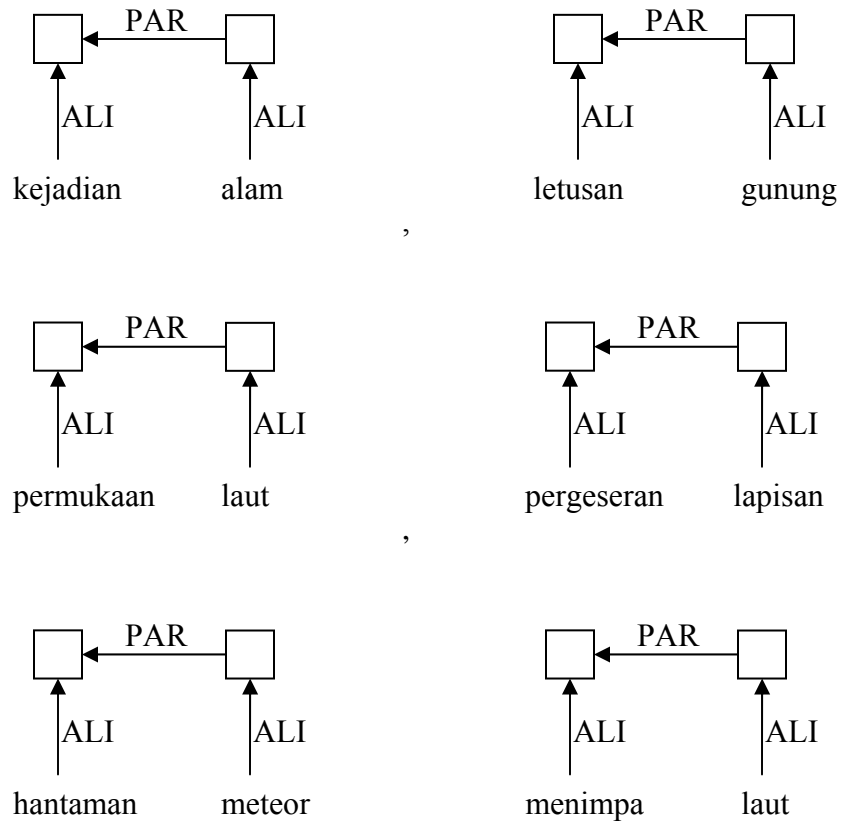 PAR PAR
ALI ALI ALI ALI
kejadian alam letusan gunung
,
PAR PAR
ALI ALI ALI ALI
permukaan laut pergeseran lapisan
,
PAR PAR
ALI ALI ALI ALI
hantaman meteor menimpa laut